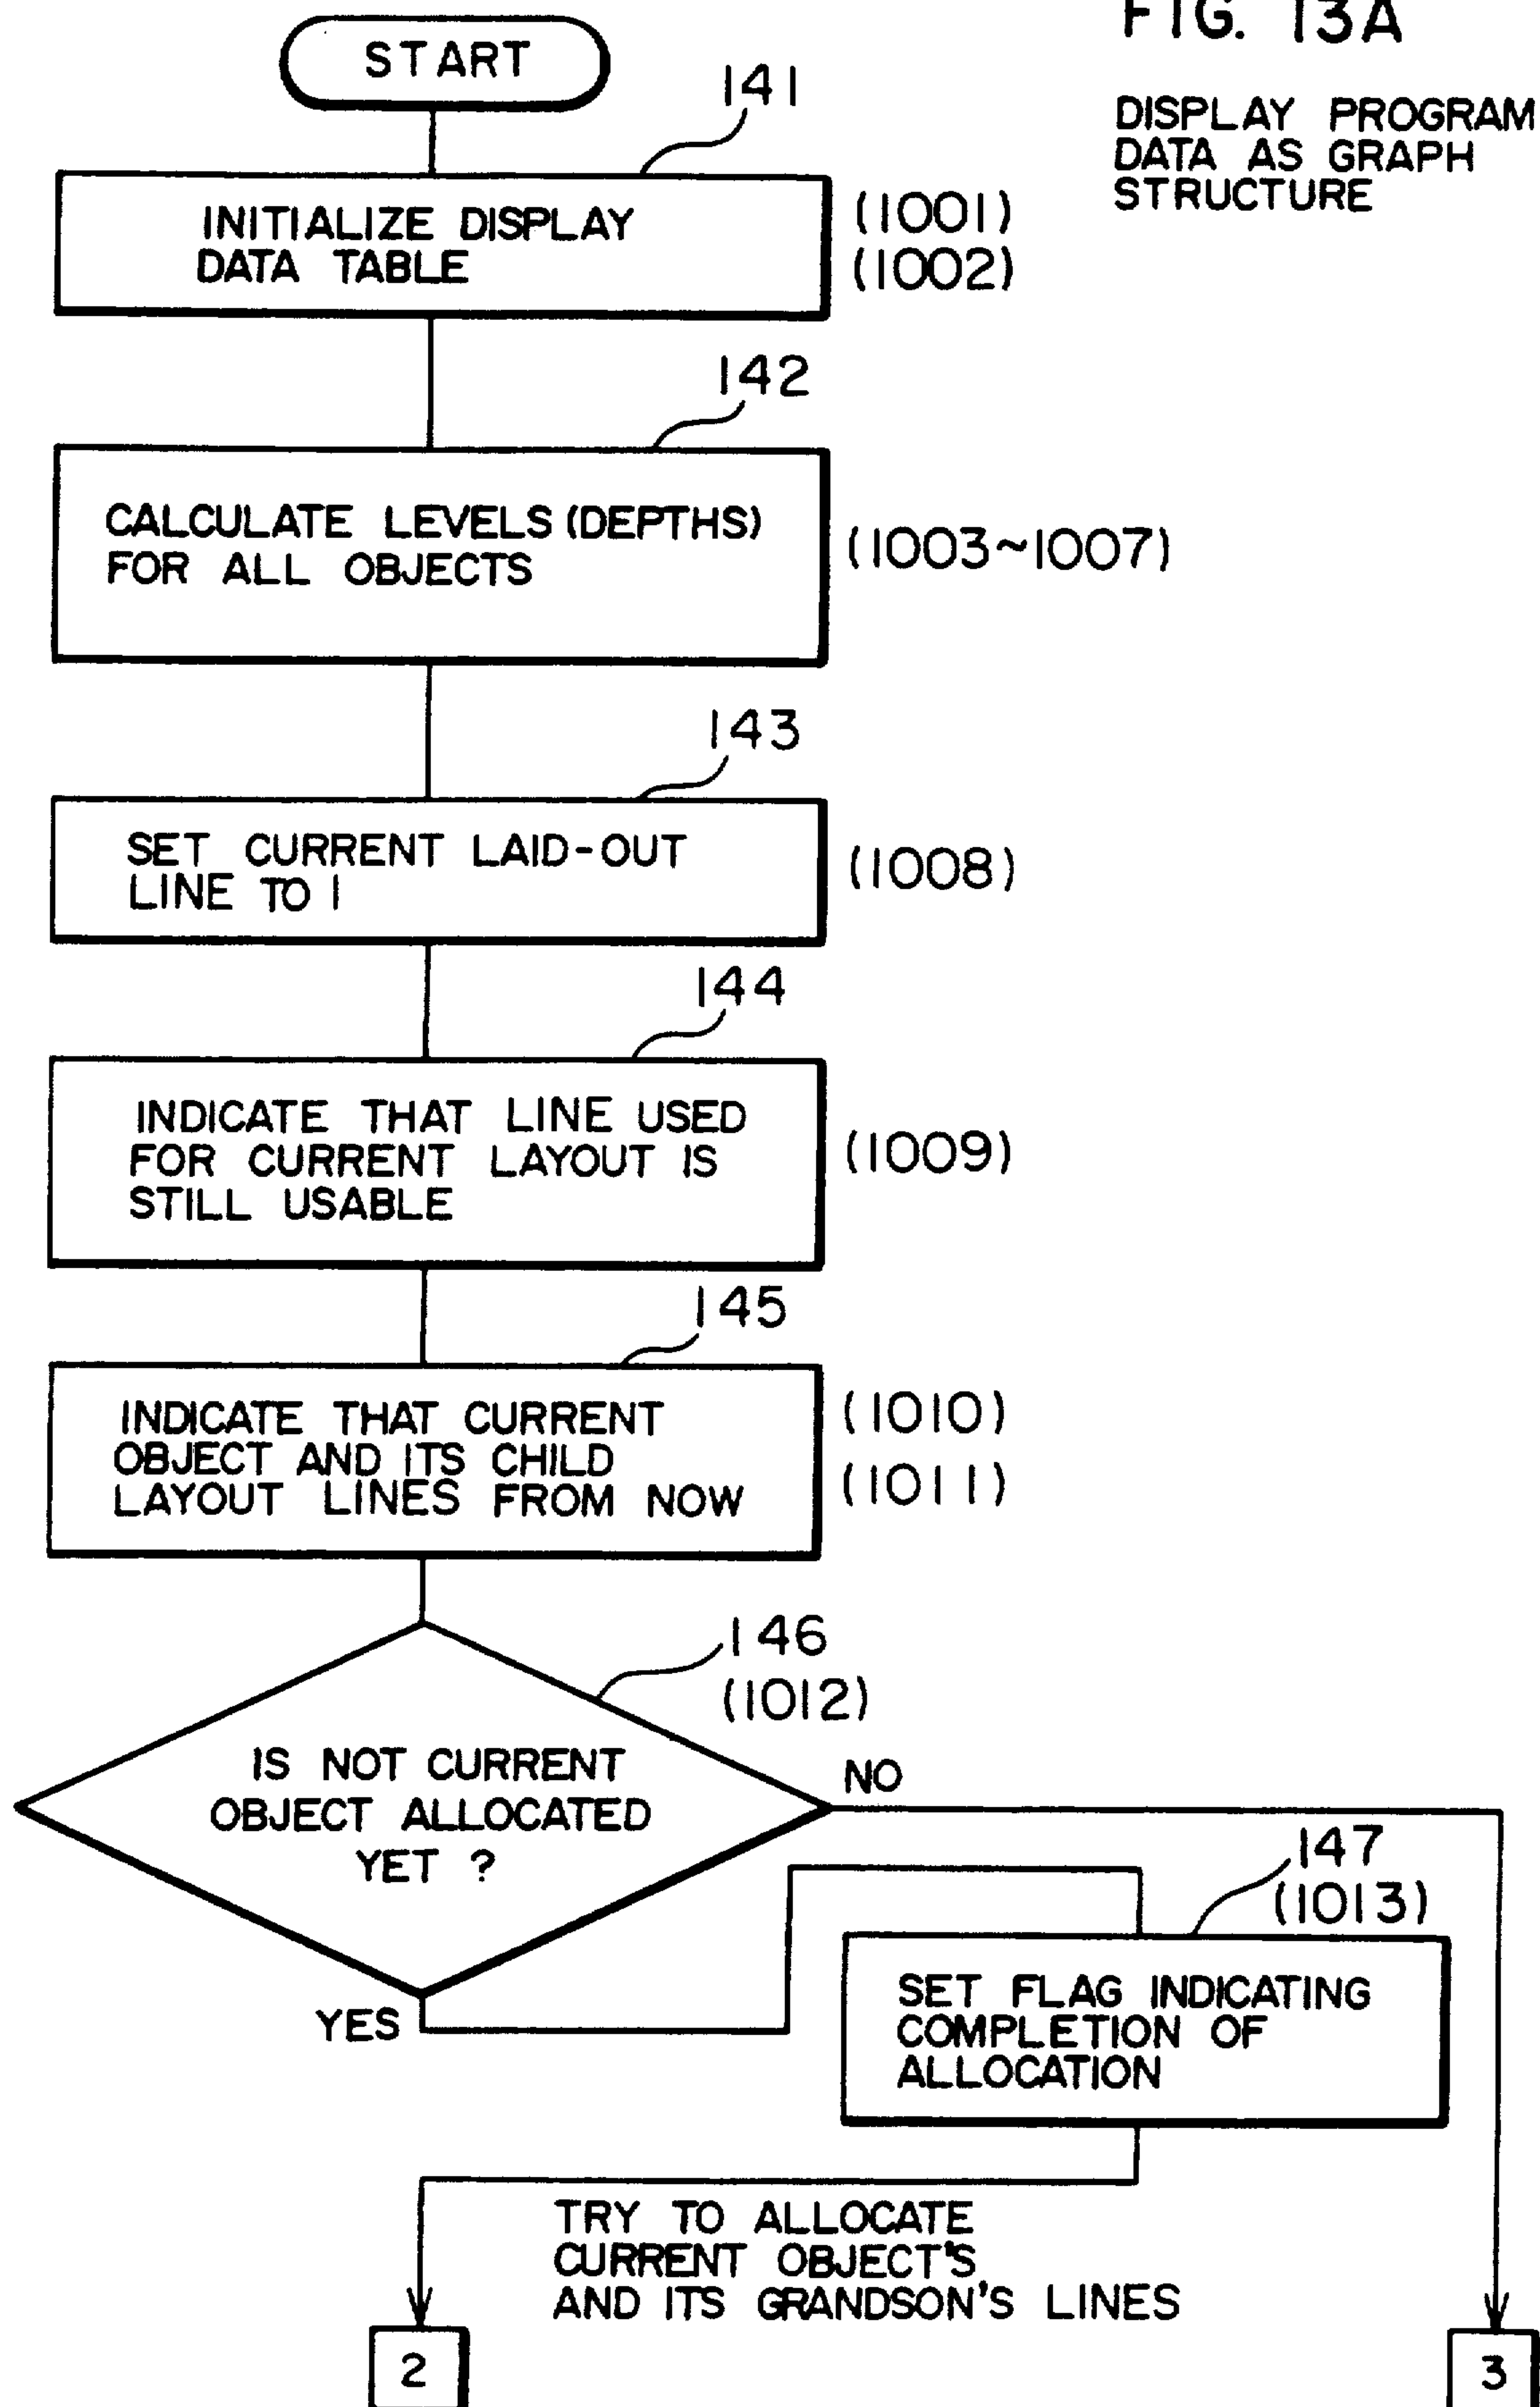 FIG. 13A
DISPLAY PROGRAM
DATA AS GRAPH
STRUCTURE
START
141
INITIALIZE DISPLAY
DATA TABLE
(1001)
(1002)
142
CALCULATE LEVELS (DEPTHS)
FOR ALL OBJECTS
(1003~1007)
143
SET CURRENT LAID-OUT
LINE TO 1
(1008)
144
INDICATE THAT LINE USED
FOR CURRENT LAYOUT IS
STILL USABLE
(1009)
145
INDICATE THAT CURRENT
OBJECT AND ITS CHILD
LAYOUT LINES FROM NOW
(1010)
(1011)
146
(1012)
IS NOT CURRENT
OBJECT ALLOCATED
YET ?
NO
YES
147
(1013)
SET FLAG INDICATING
COMPLETION OF
ALLOCATION
TRY TO ALLOCATE
CURRENT OBJECT'S
AND ITS GRANDSON'S LINES
2
3